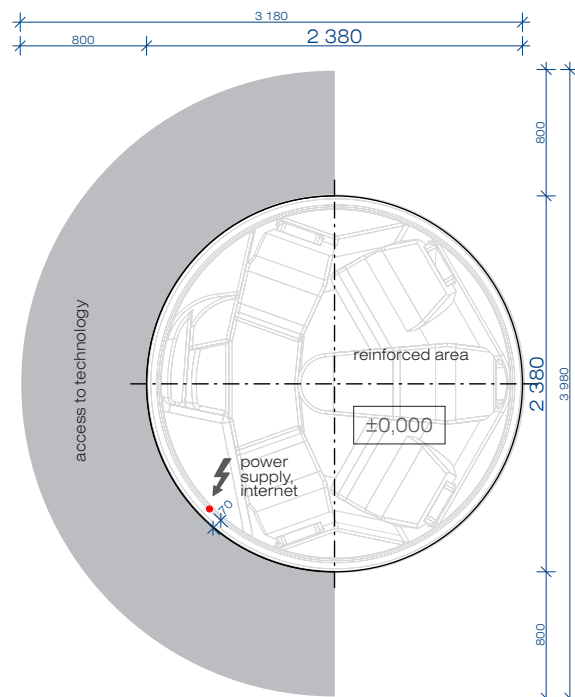 3 180
800
2 380
800
access to technology
reinforced area
2 380
3 980
±0,000
power
supply,
internet
70
800